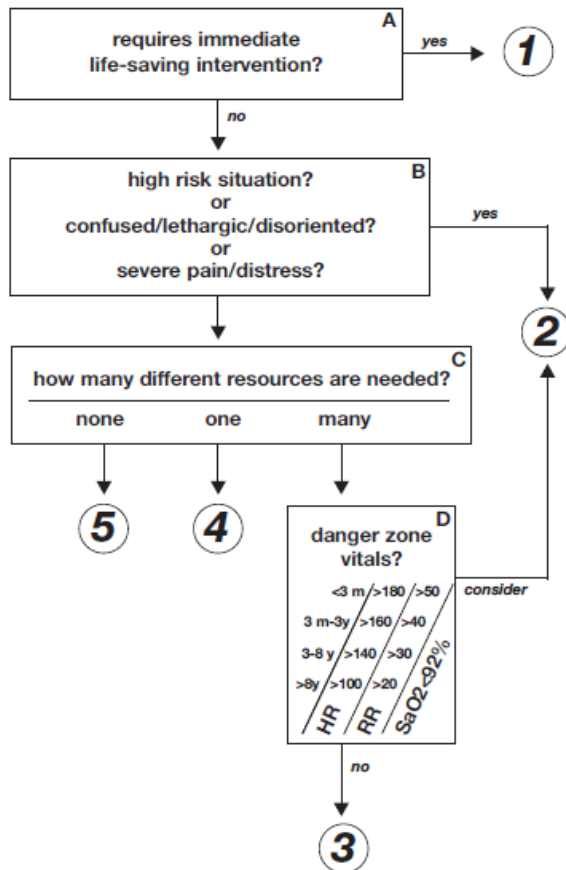 A
requires immediate
life-saving intervention?
yes
1
no
B
high risk situation?
or
confused/lethargic/disoriented?
or
severe pain/distress?
yes
2
C
how many different resources are needed?
none one many
5 4
D
danger zone
vitals?
consider
<3 m >180 >50
3 m-3y >160 >40
3-8 y >140 >30
>8y >100 >20
HR RR SaO2<92%
no
3